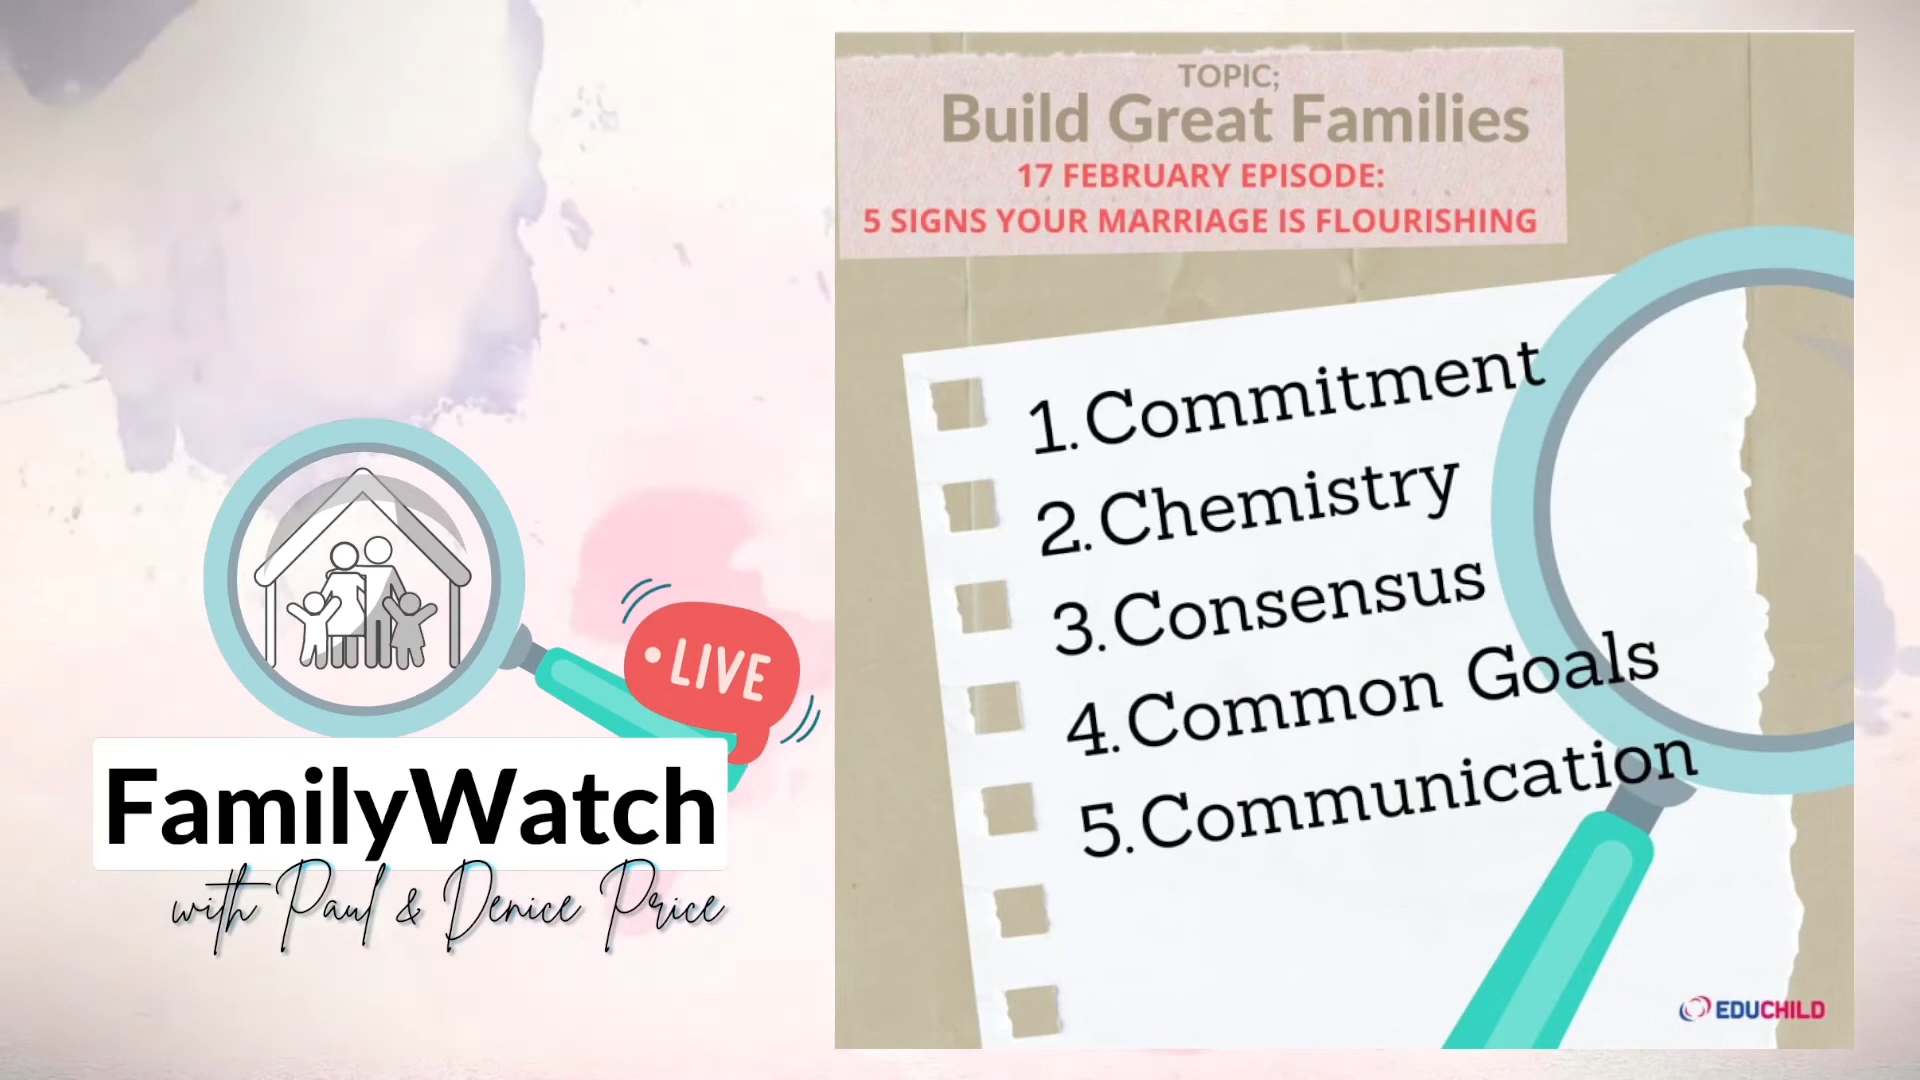 TOPIC;
Build Great Families
17 FEBRUARY EPISODE:
5 SIGNS YOUR MARRIAGE IS FLOURISHING
1. Commitment
2. Chemistry
3. Consensus
4. Common Goals
5. Communication
LIVE
FamilyWatch
with Paul & Denice Price
EDUCHILD